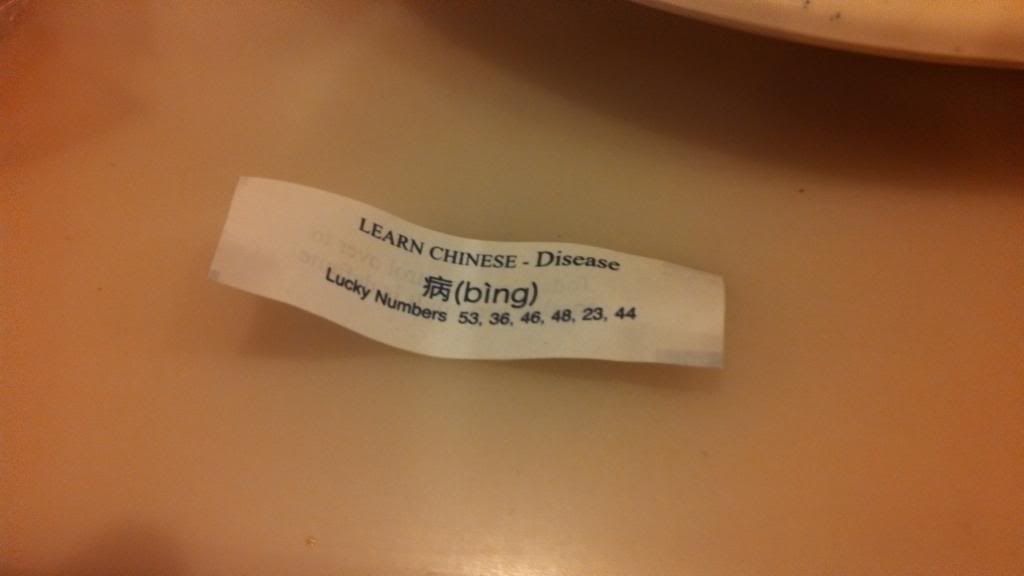 LEARN CHINESE - Disease
病(bìng)
Lucky Numbers 53, 36, 46, 48, 23, 44